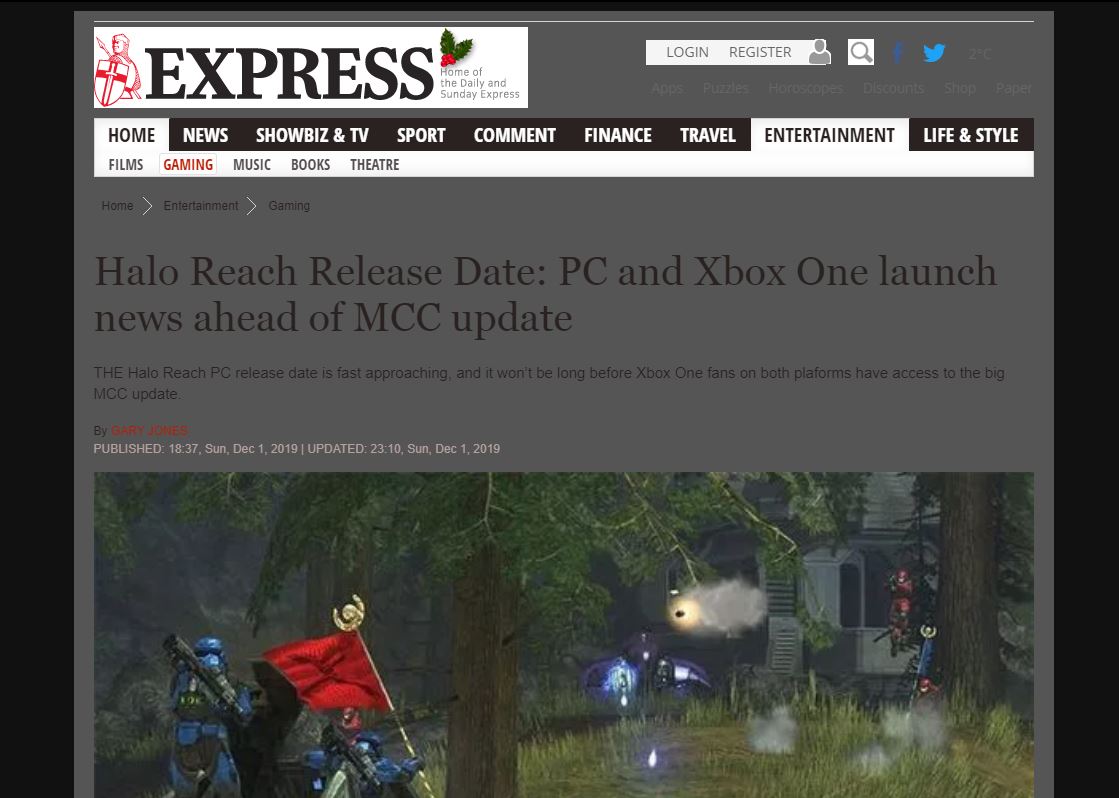 EXPRESS
Home of
the Daily and
Sunday Express
LOGIN REGISTER
2°C
Apps Puzzles Horoscopes Discounts Shop Paper
HOME NEWS SHOWBIZ & TV SPORT COMMENT FINANCE TRAVEL ENTERTAINMENT LIFE & STYLE
FILMS GAMING MUSIC BOOKS THEATRE
Home Entertainment Gaming
Halo Reach Release Date: PC and Xbox One launch
news ahead of MCC update
THE Halo Reach PC release date is fast approaching, and it won't be long before Xbox One fans on both plaforms have access to the big
MCC update.
By GARY JONES
PUBLISHED: 18:37, Sun, Dec 1, 2019 | UPDATED: 23:10, Sun, Dec 1, 2019